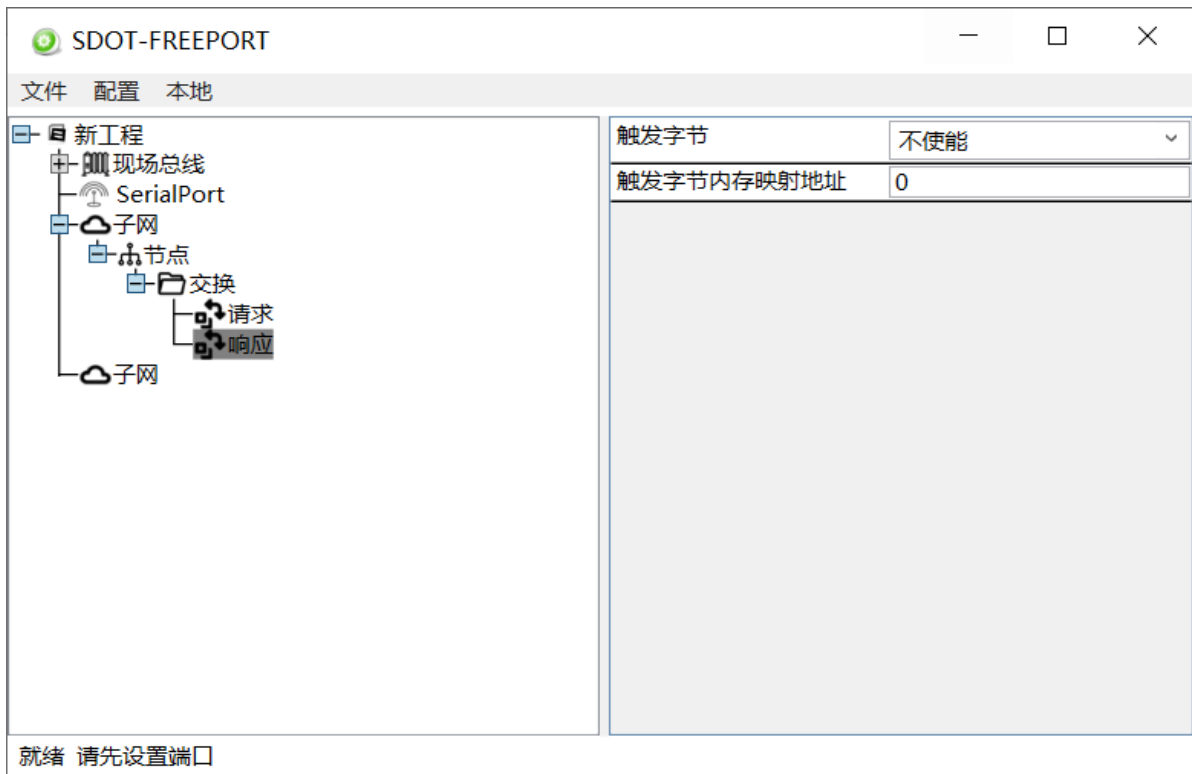 SDOT-FREEPORT
文件 配置 本地
新工程
现场总线
SerialPort
子网
节点
交换
请求
响应
子网
触发字节 不使能
触发字节内存映射地址 0
就绪 请先设置端口